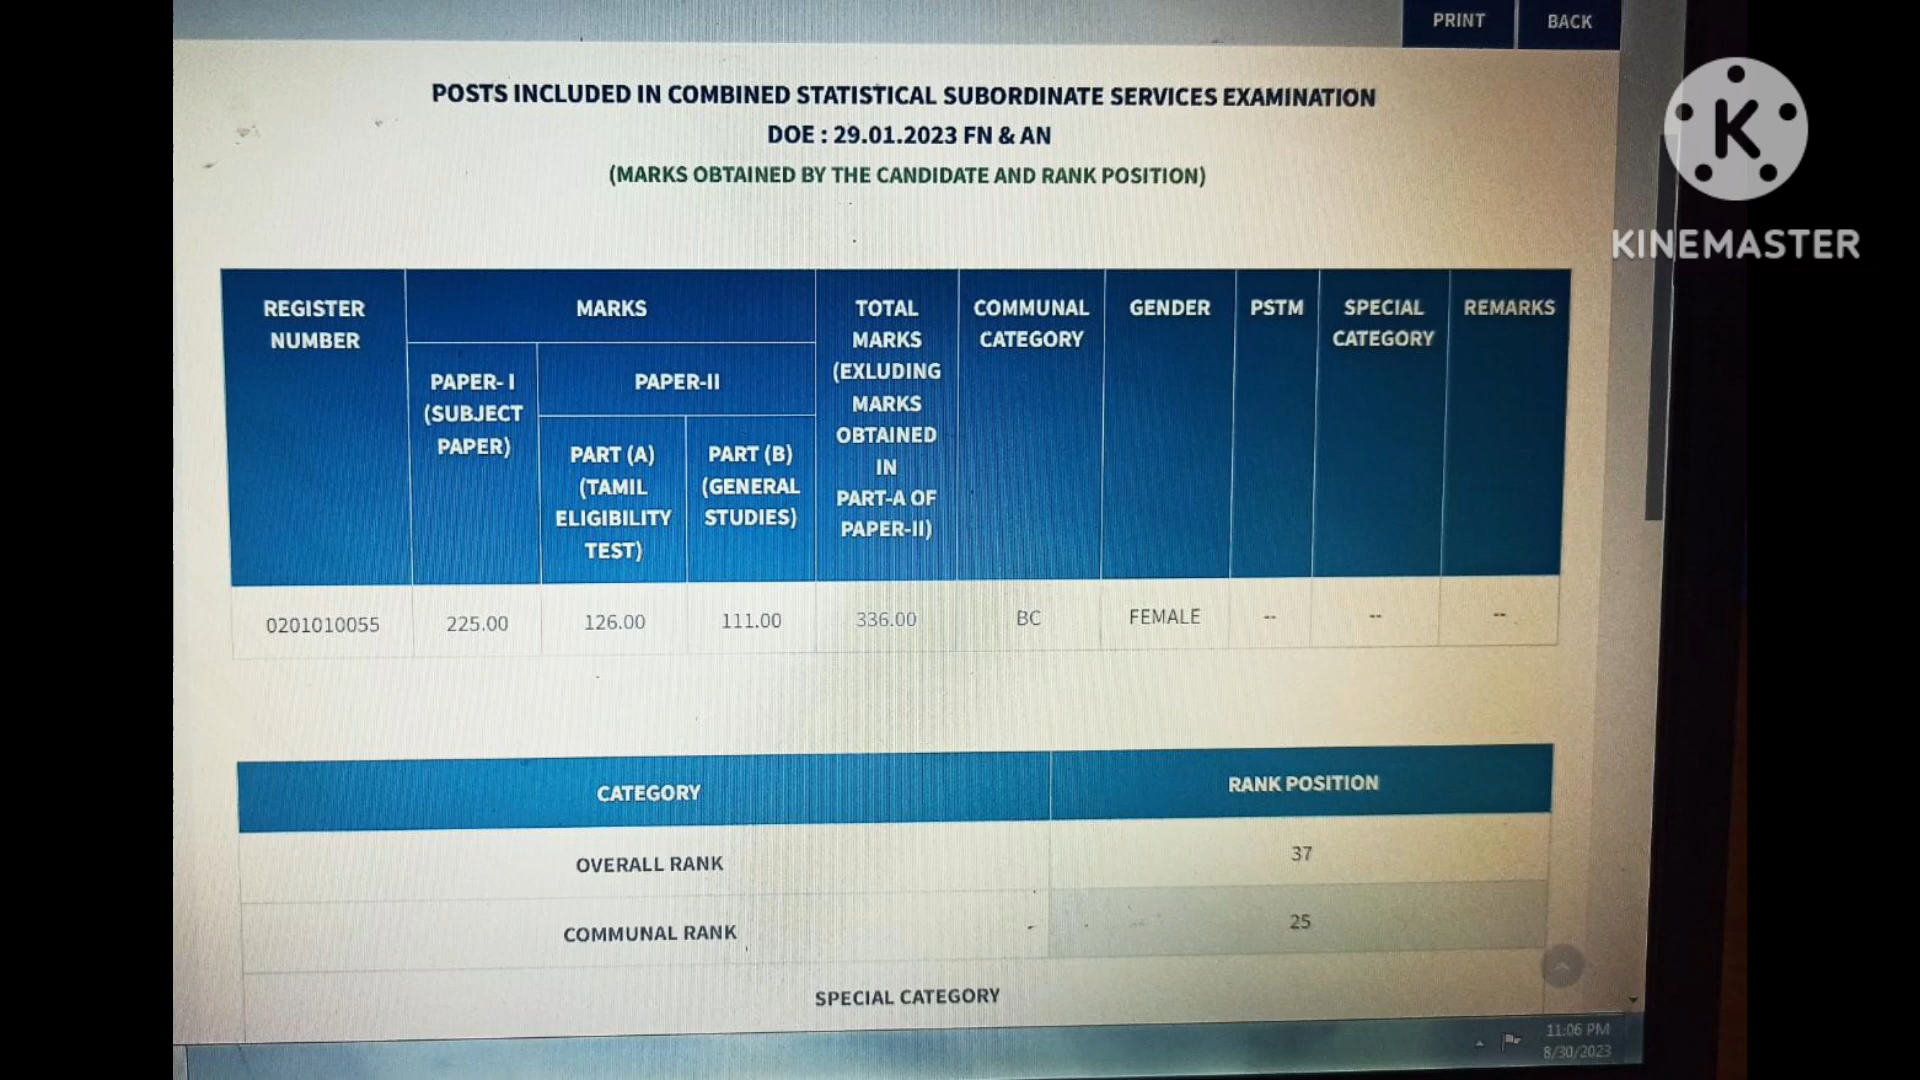 PRINT BACK
POSTS INCLUDED IN COMBINED STATISTICAL SUBORDINATE SERVICES EXAMINATION
DOE : 29.01.2023 FN & AN
(MARKS OBTAINED BY THE CANDIDATE AND RANK POSITION)
K
KINEMASTER
REGISTER
NUMBER
MARKS
PAPER- I
(SUBJECT
PAPER)
PAPER-II
PART (A)
(TAMIL
ELIGIBILITY
TEST)
PART (B)
(GENERAL
STUDIES)
TOTAL
MARKS
(EXLUDING
MARKS
OBTAINED
IN
PART-A OF
PAPER-II)
COMMUNAL
CATEGORY
GENDER
PSTM
SPECIAL
CATEGORY
REMARKS
0201010055 225.00 126.00 111.00 336.00 BC FEMALE -- -- --
CATEGORY RANK POSITION
OVERALL RANK 37
COMMUNAL RANK 25
SPECIAL CATEGORY
11:06 PM
8/30/2023